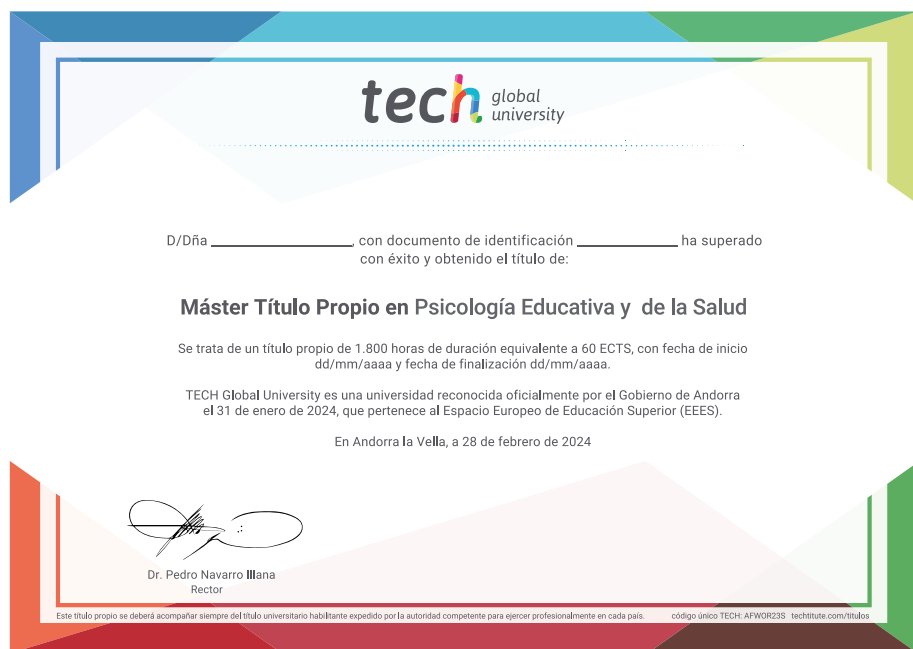 tech global university
D/Dña ________________, con documento de identificación ____________ ha superado
con éxito y obtenido el título de:
Máster Título Propio en Psicología Educativa y de la Salud
Se trata de un título propio de 1.800 horas de duración equivalente a 60 ECTS, con fecha de inicio
dd/mm/aaaa y fecha de finalización dd/mm/aaaa.
TECH Global University es una universidad reconocida oficialmente por el Gobierno de Andorra
el 31 de enero de 2024, que pertenece al Espacio Europeo de Educación Superior (EEES).
En Andorra la Vella, a 28 de febrero de 2024
Dr. Pedro Navarro Illana
Rector
Este título propio se deberá acompañar siempre del título universitario habilitante expedido por la autoridad competente para ejercer profesionalmente en cada país. código único TECH: AFWOR23S techtitute.com/titulos